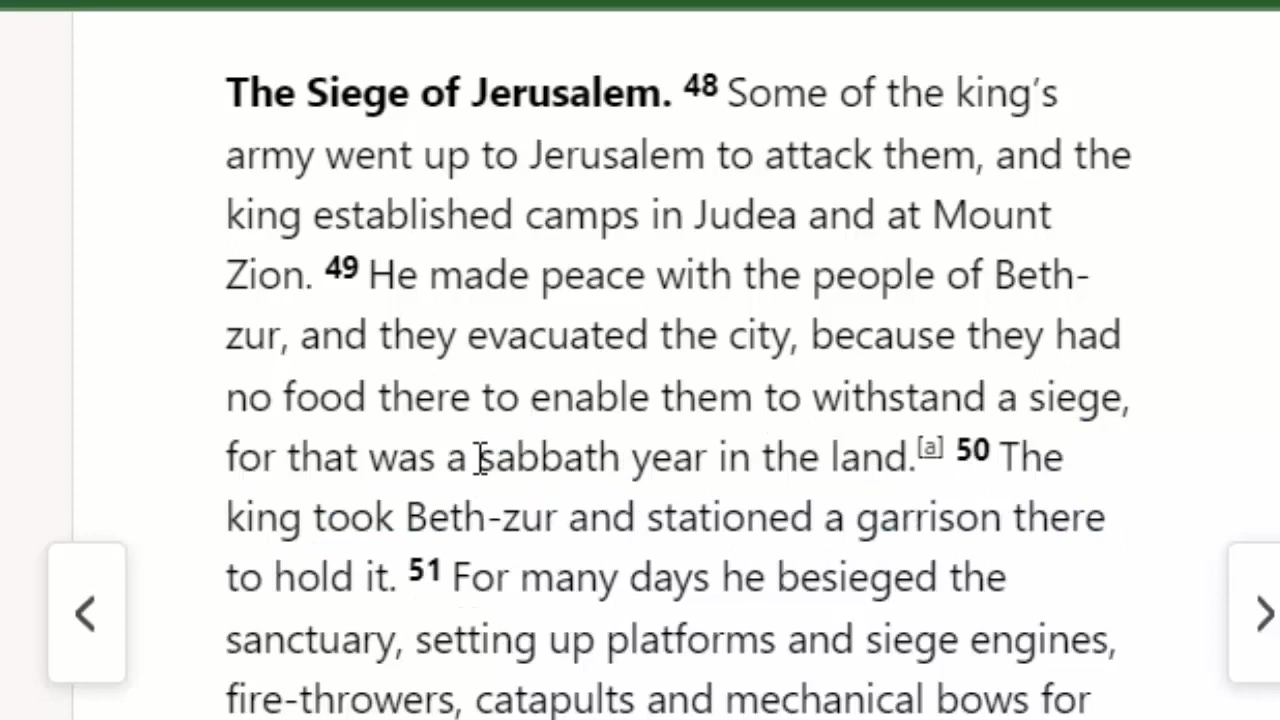 The Siege of Jerusalem. 48 Some of the king’s
army went up to Jerusalem to attack them, and the
king established camps in Judea and at Mount
Zion. 49 He made peace with the people of Beth-
zur, and they evacuated the city, because they had
no food there to enable them to withstand a siege,
for that was a sabbath year in the land.[a] 50 The
king took Beth-zur and stationed a garrison there
to hold it. 51 For many days he besieged the
sanctuary, setting up platforms and siege engines,
fire-throwers, catapults and mechanical bows for